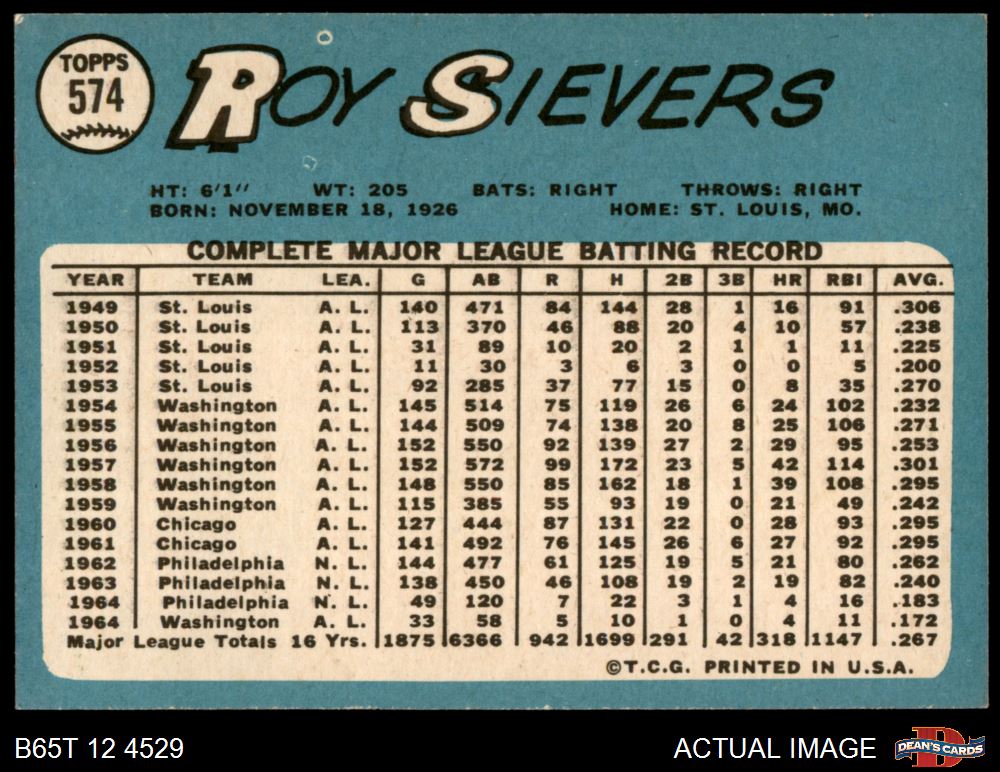 TOPPS
574
ROY SIEVERS
HT: 6'1" WT: 205 BATS: RIGHT THROWS: RIGHT
BORN: NOVEMBER 18, 1926 HOME: ST. LOUIS, MO.
COMPLETE MAJOR LEAGUE BATTING RECORD
YEAR TEAM LEA. G AB R H 2B 3B HR RBI AVG.
1949 St. Louis A. L. 140 471 84 144 28 1 16 91 .306
1950 St. Louis A. L. 113 370 46 88 20 4 10 57 .238
1951 St. Louis A. L. 31 89 10 20 2 1 1 11 .225
1952 St. Louis A. L. 11 30 3 6 3 0 0 5 .200
1953 St. Louis A. L. 92 285 37 77 15 0 8 35 .270
1954 Washington A. L. 145 514 75 119 26 6 24 102 .232
1955 Washington A. L. 144 509 74 138 20 8 25 106 .271
1956 Washington A. L. 152 550 92 139 27 2 29 95 .253
1957 Washington A. L. 152 572 99 172 23 5 42 114 .301
1958 Washington A. L. 148 550 85 162 18 1 39 108 .295
1959 Washington A. L. 115 385 55 93 19 0 21 49 .242
1960 Chicago A. L. 127 444 87 131 22 0 28 93 .295
1961 Chicago A. L. 141 492 76 145 26 6 27 92 .295
1962 Philadelphia N. L. 144 477 61 125 19 5 21 80 .262
1963 Philadelphia N. L. 138 450 46 108 19 2 19 82 .240
1964 Philadelphia N. L. 49 120 7 22 3 1 4 16 .183
1964 Washington A. L. 33 58 5 10 1 0 4 11 .172
Major League Totals 16 Yrs. 1875 6366 942 1699 291 42 318 1147 .267
©T.C.G. PRINTED IN U.S.A.
B65T 12 4529 ACTUAL IMAGE DEAN'S CARDS